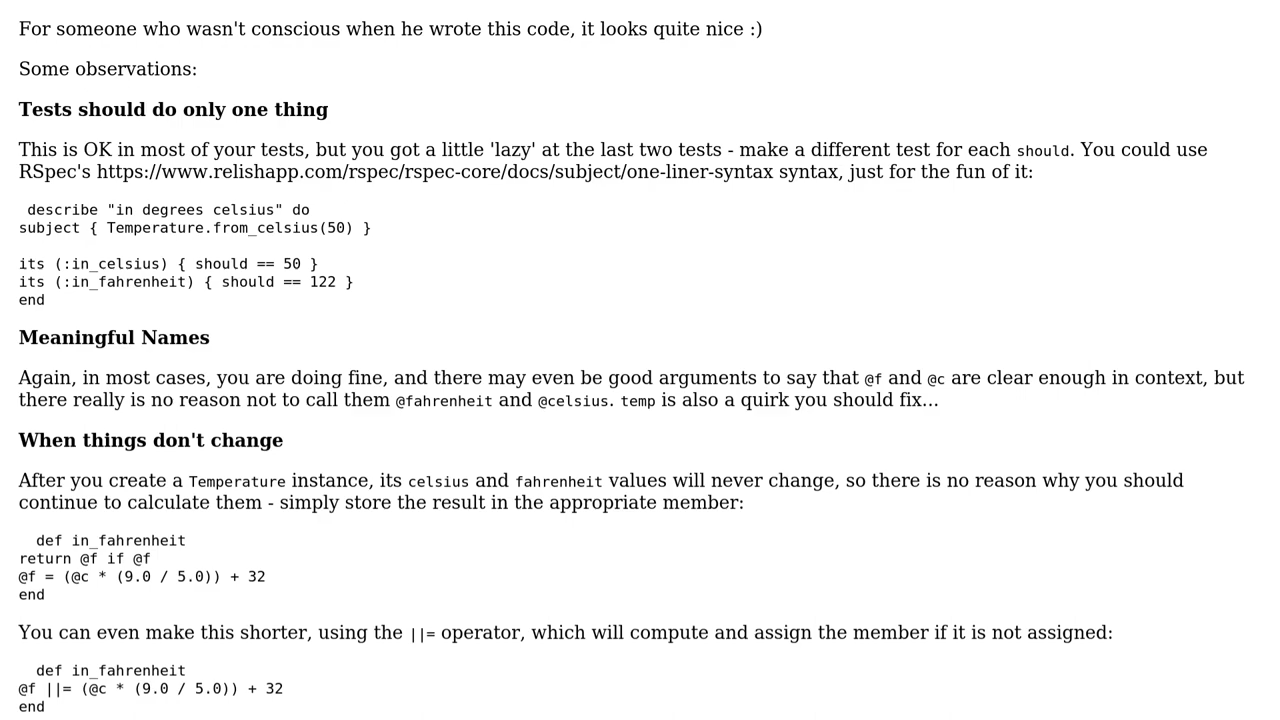 For someone who wasn't conscious when he wrote this code, it looks quite nice :)
Some observations:
Tests should do only one thing
This is OK in most of your tests, but you got a little 'lazy' at the last two tests - make a different test for each should. You could use
RSpec's https://www.relishapp.com/rspec/rspec-core/docs/subject/one-liner-syntax syntax, just for the fun of it:
describe "in degrees celsius" do
subject { Temperature.from_celsius(50) }
its (:in_celsius) { should == 50 }
its (:in_fahrenheit) { should == 122 }
end
Meaningful Names
Again, in most cases, you are doing fine, and there may even be good arguments to say that @f and @c are clear enough in context, but
there really is no reason not to call them @fahrenheit and @celsius. temp is also a quirk you should fix...
When things don't change
After you create a Temperature instance, its celsius and fahrenheit values will never change, so there is no reason why you should
continue to calculate them - simply store the result in the appropriate member:
def in_fahrenheit
return @f if @f
@f = (@c * (9.0 / 5.0)) + 32
end
You can even make this shorter, using the ||= operator, which will compute and assign the member if it is not assigned:
def in_fahrenheit
@f ||= (@c * (9.0 / 5.0)) + 32
end